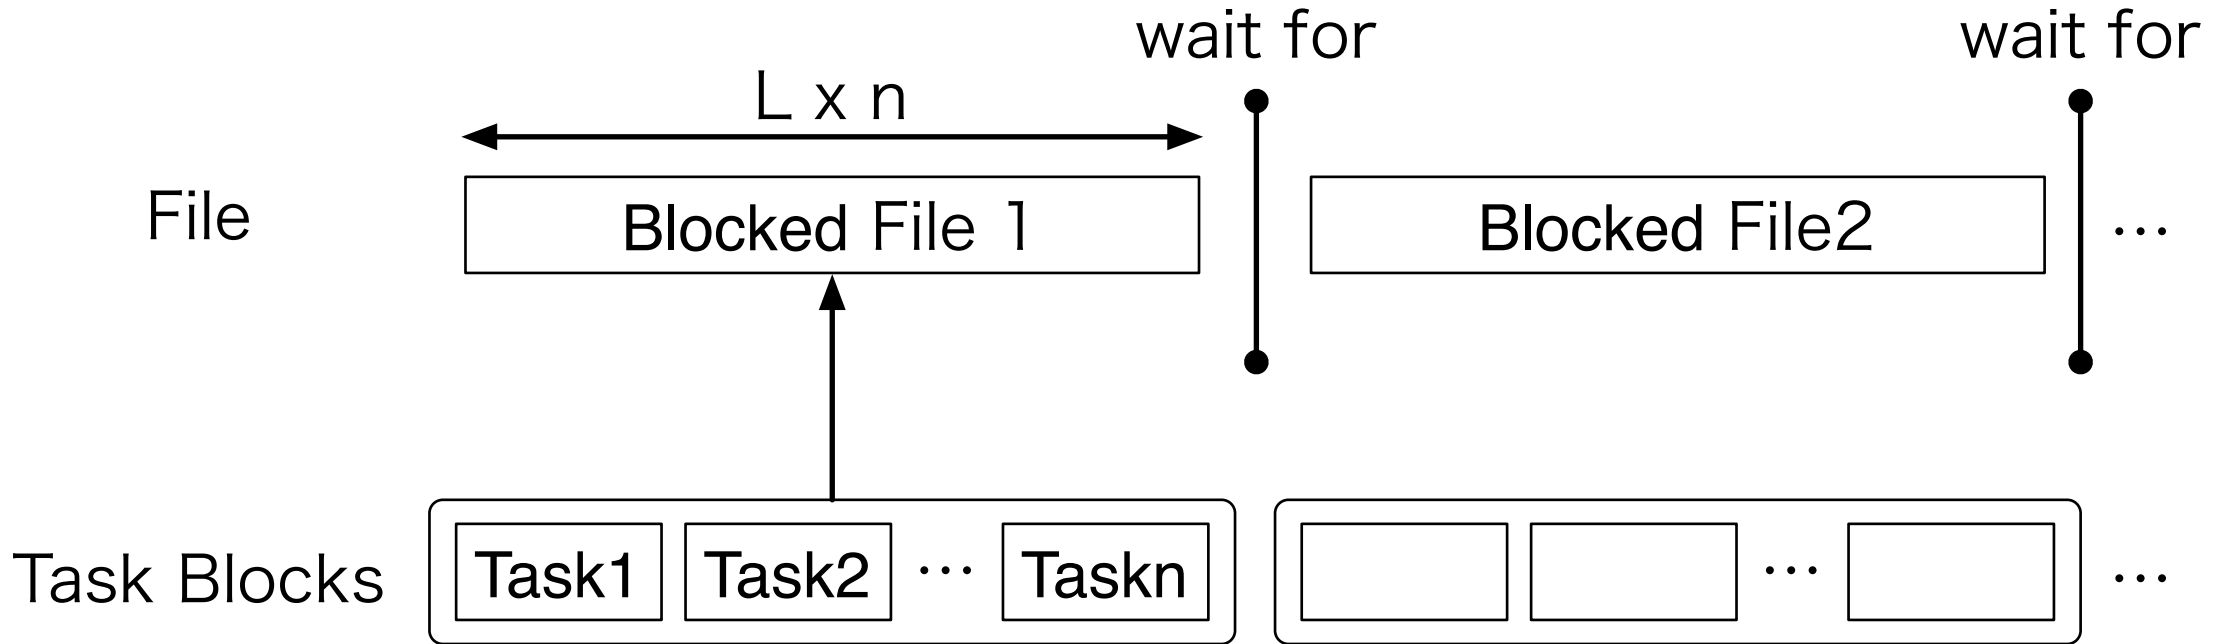 wait for
wait for
L x n
File
Blocked File 1
Blocked File2
…
Task Blocks
Task1
Task2
…
Taskn
…
…